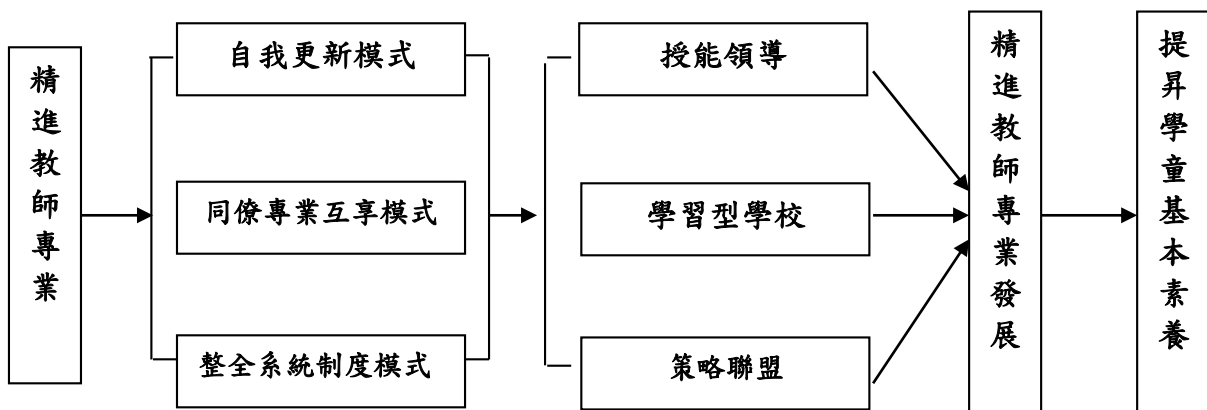 精進教師專業
自我更新模式
同僚專業互享模式
整全系統制度模式
授能領導
學習型學校
策略聯盟
精進教師專業發展
提昇學童基本素養